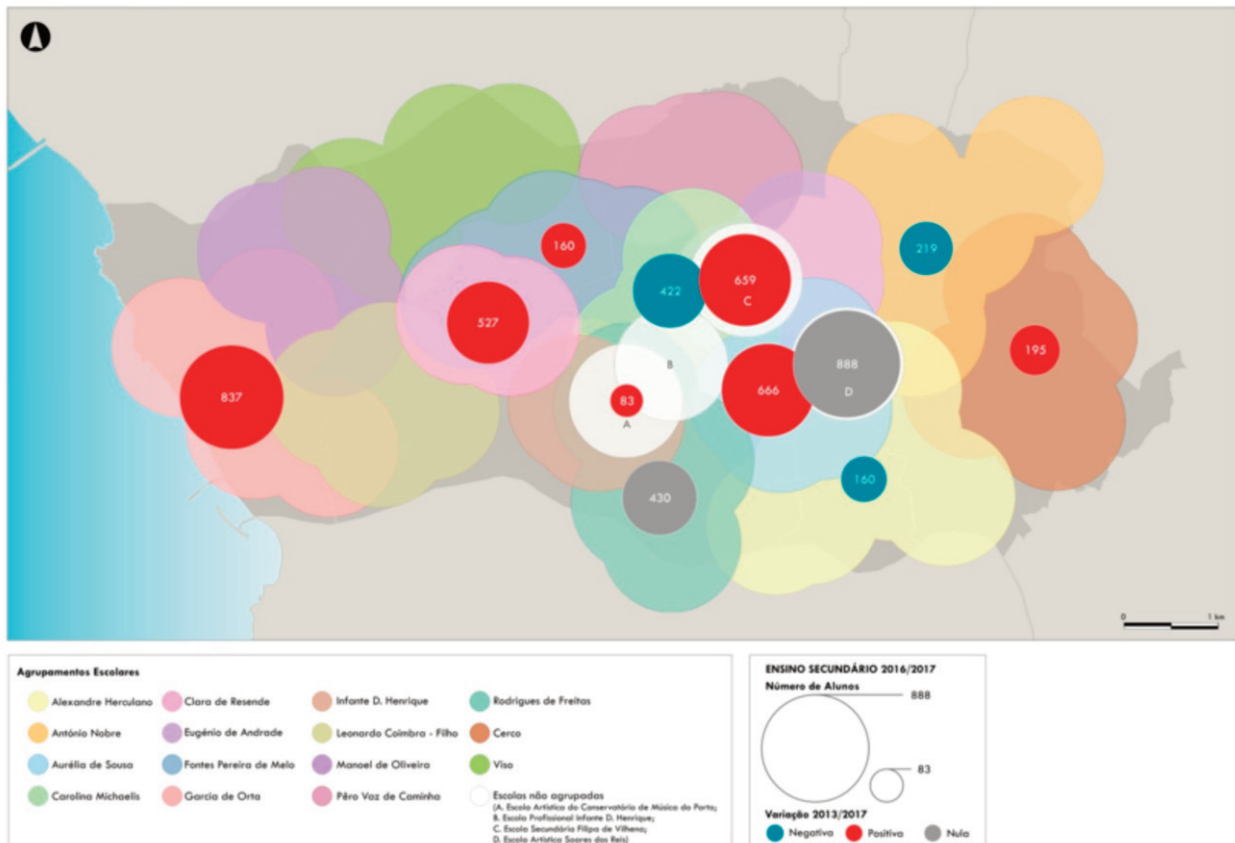 160
219
659
C
422
527
B
195
888
D
837
83
A
666
160
430
0
1 km
Agrupamentos Escolares
Alexandre Herculano
António Nobre
Aurélia de Sousa
Carolina Michaelis
Clara de Resende
Eugénio de Andrade
Fontes Pereira de Melo
Garcia de Orta
Infante D. Henrique
Leonardo Coimbra - Filho
Manoel de Oliveira
Pêro Vaz de Caminha
Rodrigues de Freitas
Cerco
Viso
Escolas não agrupadas
(A. Escola Artística do Conservatório de Música do Porto;
B. Escola Profissional Infante D. Henrique;
C. Escola Secundária Filipa de Vilhena;
D. Escola Artística Soares dos Reis)
ENSINO SECUNDÁRIO 2016/2017
Número de Alunos
888
83
Variação 2013/2017
Negativa
Positiva
Nula